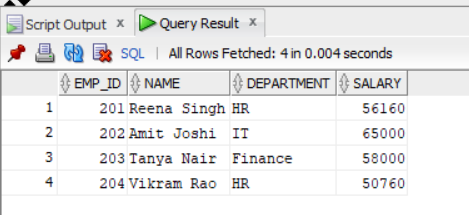 Script Output x Query Result x
SQL | All Rows Fetched: 4 in 0.004 seconds
EMP_ID NAME DEPARTMENT SALARY
1 201 Reena Singh HR 56160
2 202 Amit Joshi IT 65000
3 203 Tanya Nair Finance 58000
4 204 Vikram Rao HR 50760